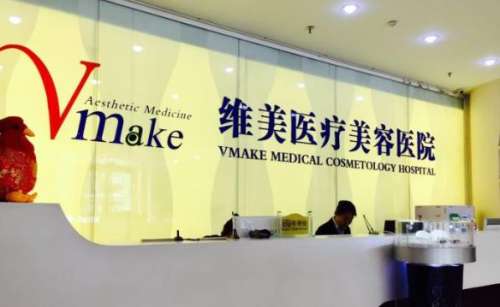 Aesthetic Medicine
Vmake
维美医疗美容医院
VMAKE MEDICAL COSMETOLOGY HOSPITAL